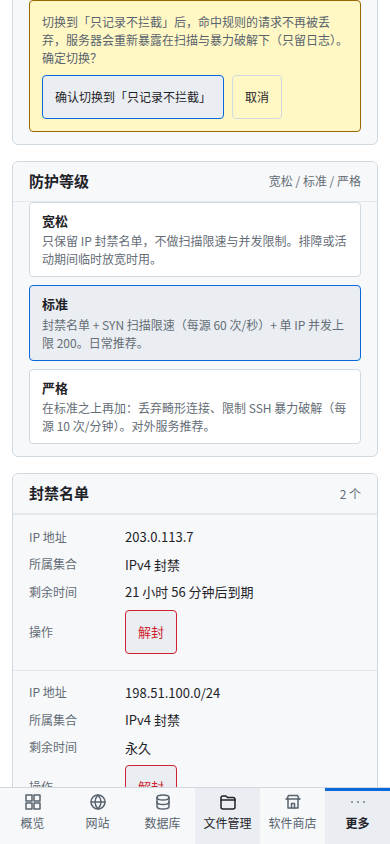 切换到「只记录不拦截」后，命中规则的请求不再被丢
弃，服务器会重新暴露在扫描与暴力破解下（只留日志）。
确定切换？
确认切换到「只记录不拦截」
取消
防护等级
宽松 / 标准 / 严格
宽松
只保留 IP 封禁名单，不做扫描限速与并发限制。排障或活
动期间临时放宽时用。
标准
封禁名单 + SYN 扫描限速（每源 60 次/秒）+ 单 IP 并发上
限 200。日常推荐。
严格
在标准之上再加：丢弃畸形连接、限制 SSH 暴力破解（每
源 10 次/分钟）。对外服务推荐。
封禁名单
2 个
IP 地址
203.0.113.7
所属集合
IPv4 封禁
剩余时间
21 小时 56 分钟后到期
操作
解封
IP 地址
198.51.100.0/24
所属集合
IPv4 封禁
剩余时间
永久
操作
解封
概览
网站
数据库
文件管理
软件商店
更多